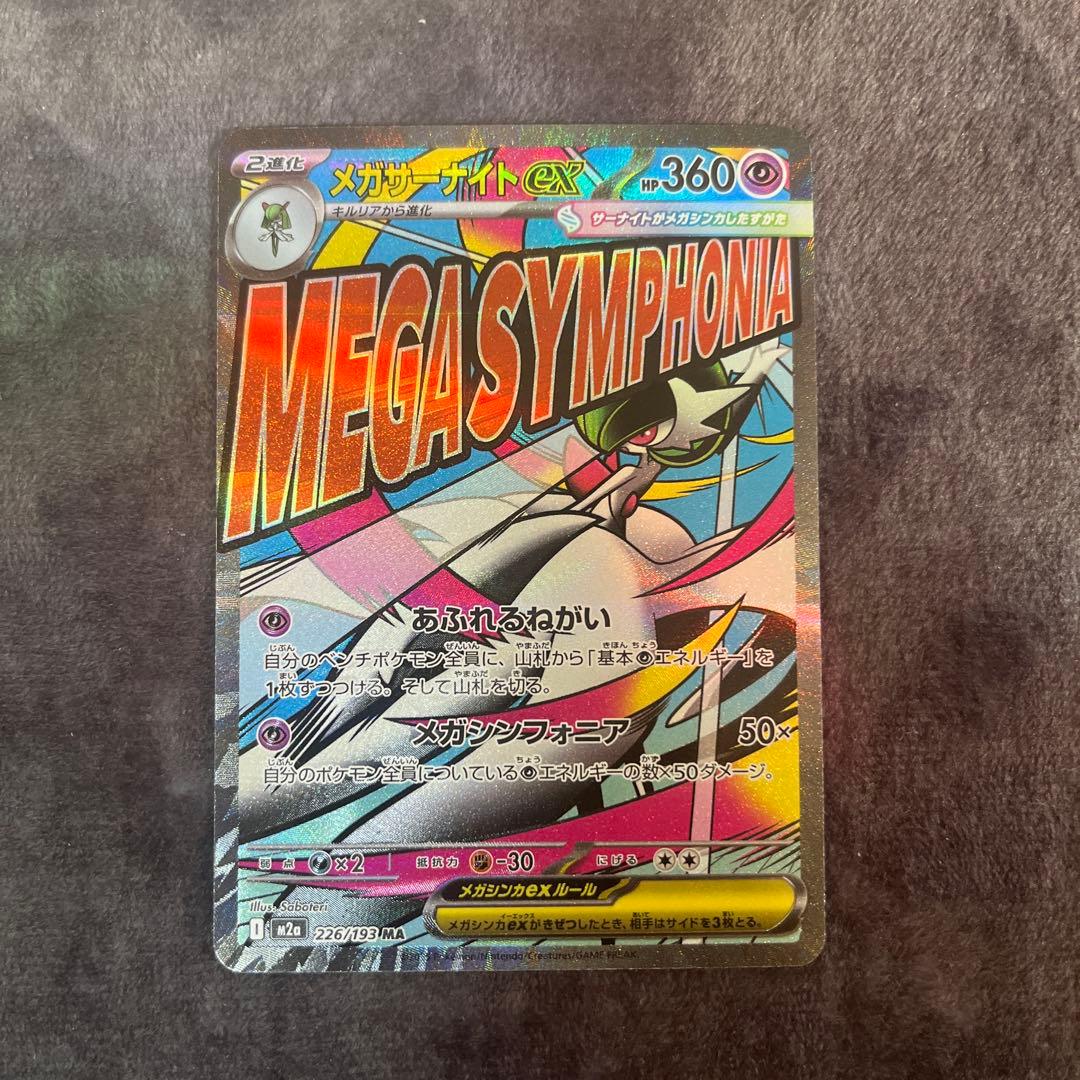 2進化
メガサーナイトex
HP360
キルリアから進化
サーナイトがメガシンカしたすがた
MEGA SYMPHONIA
あふれるねがい
自分のベンチポケモン全員に、山札から「基本エネルギー」を
1枚ずつつける。そして山札を切る。
メガシンフォニア 50×
自分のポケモン全員についているエネルギーの数×50ダメージ。
弱点 ×2 抵抗力 -30 にげる
メガシンカexルール
メガシンカexがきぜつしたとき、相手はサイドを3枚とる。
Illus. Saboteri
I m2a 226/193 MA
Pokémon/Nintendo/Creatures/GAME FREAK.